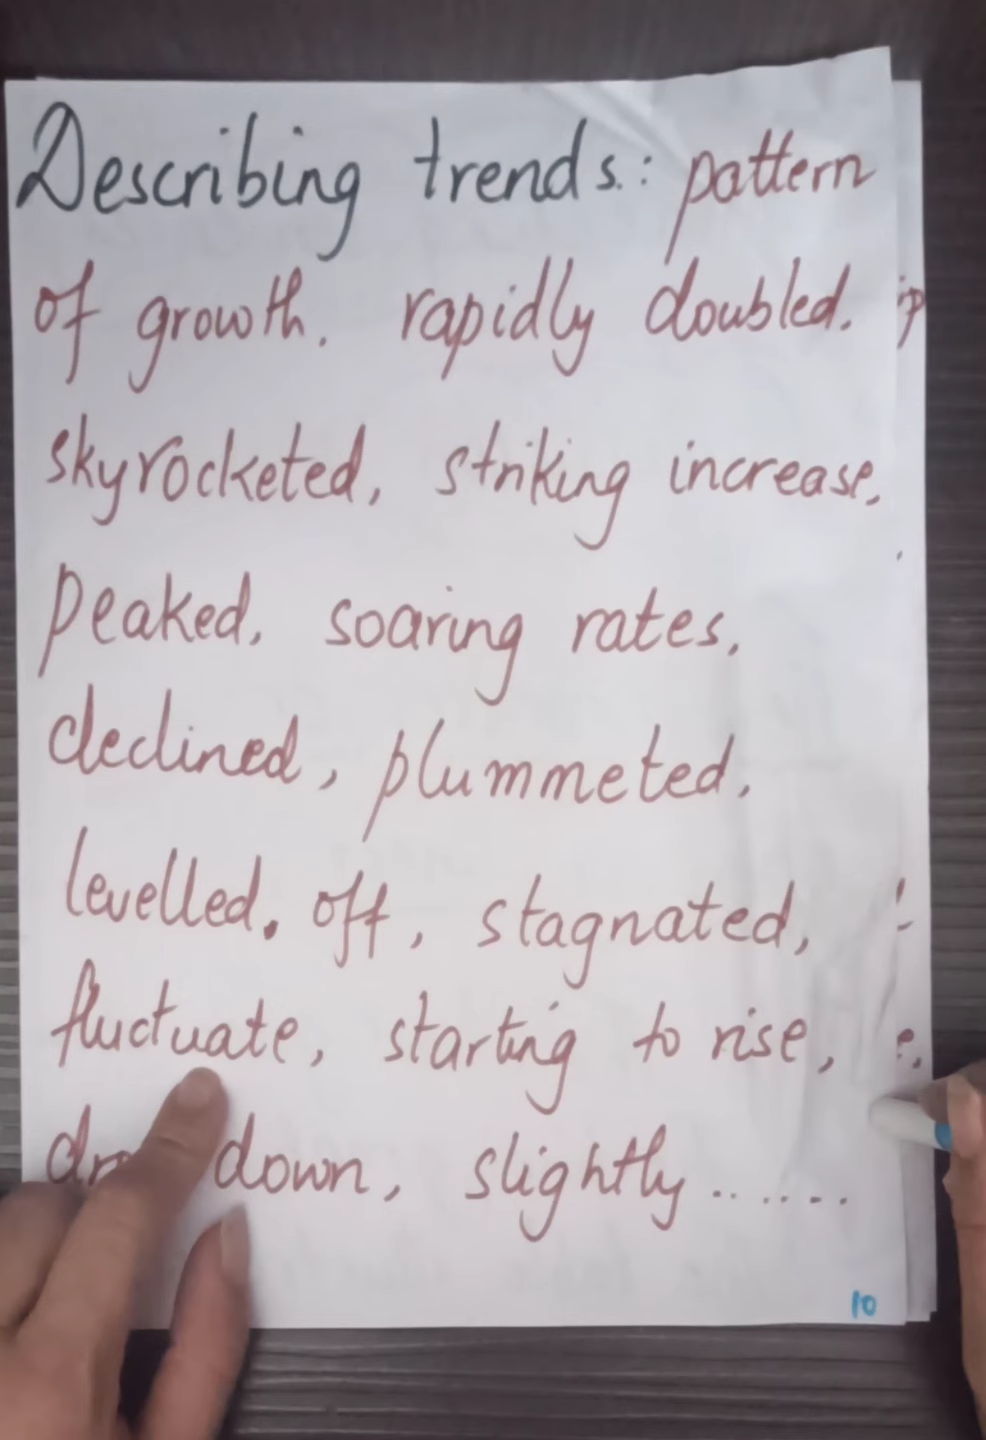 Describing trends.: pattern
of growth. rapidly doubled.
skyrocketed, striking increase.
peaked. soaring rates.
declined, plummeted.
levelled. off, stagnated,
fluctuate, starting to rise,
down, slightly.......
10